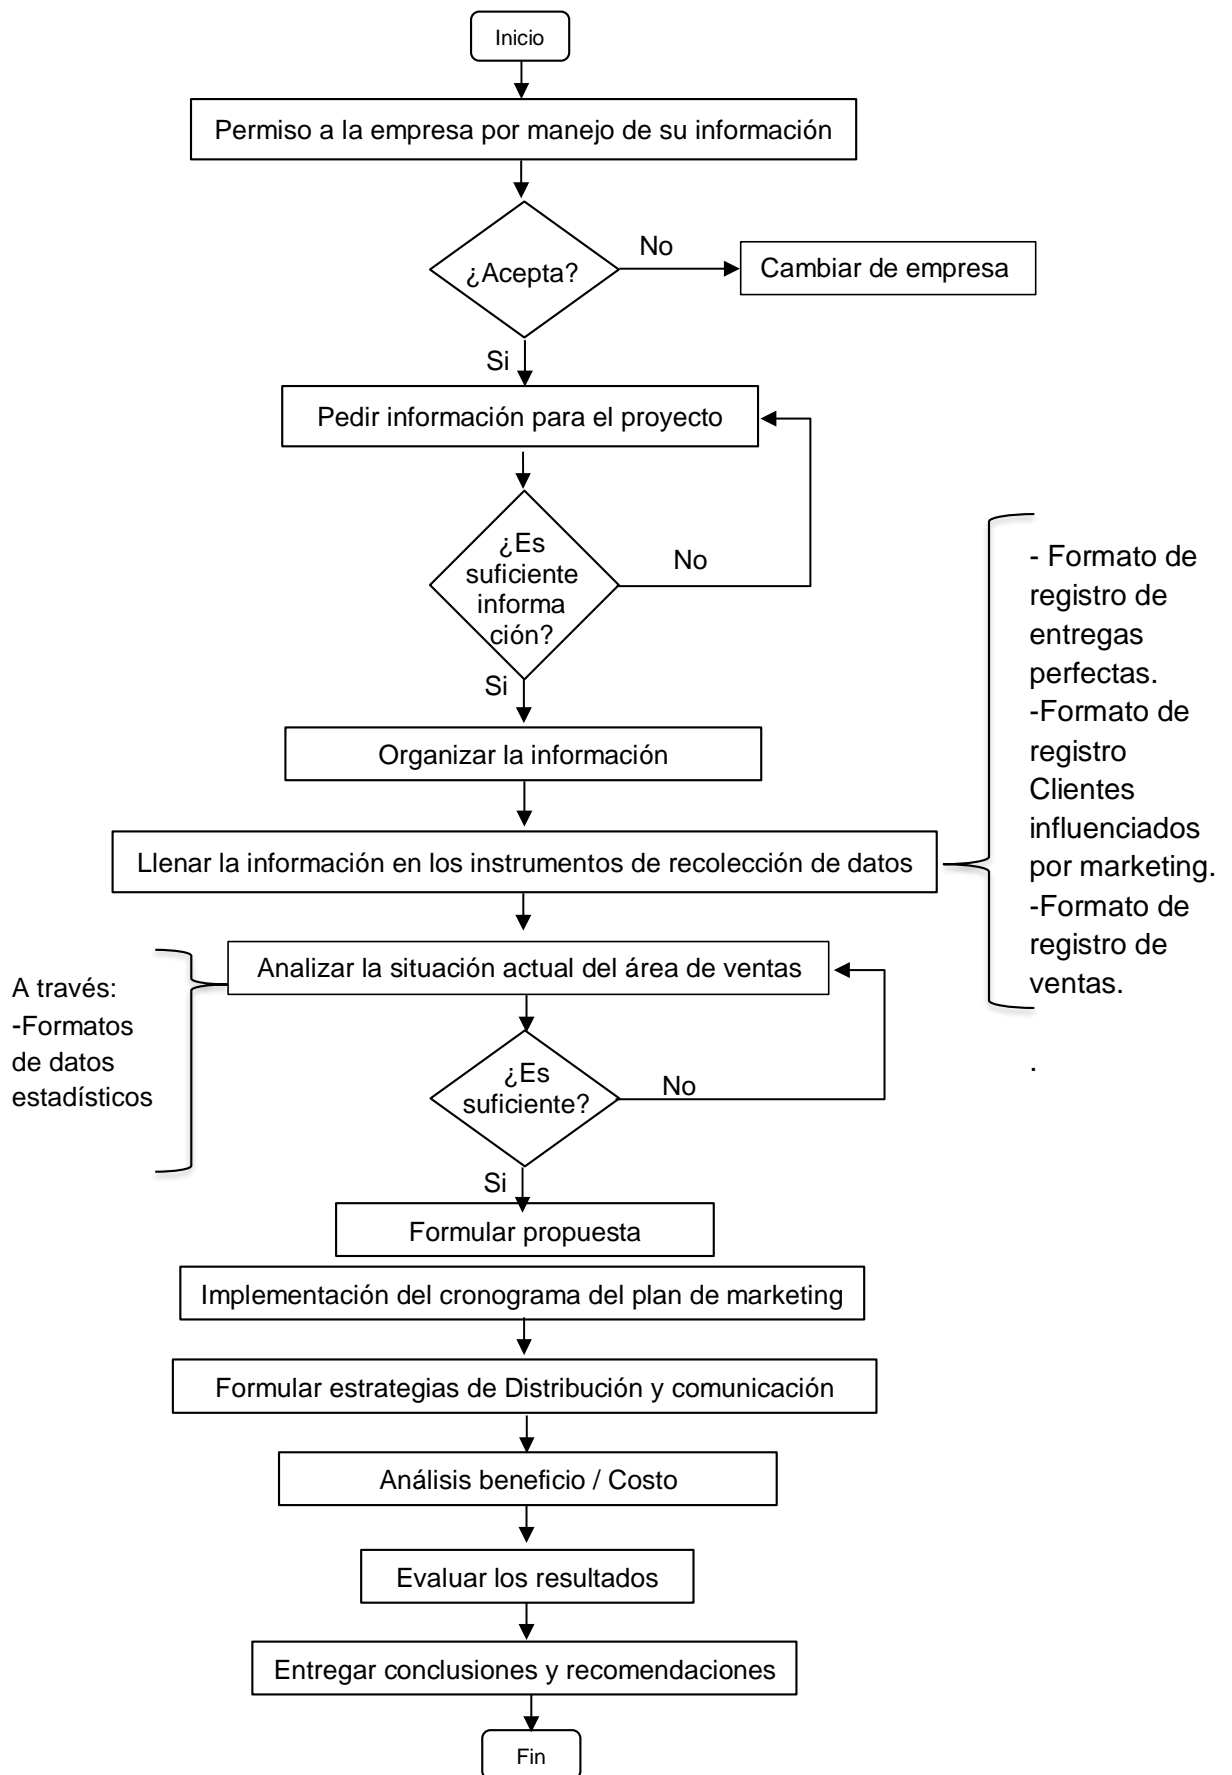 Inicio
Permiso a la empresa por manejo de su información
¿Acepta?
No
Cambiar de empresa
Si
Pedir información para el proyecto
¿Es
suficiente
informa
ción?
No
Si
Organizar la información
Llenar la información en los instrumentos de recolección de datos
- Formato de
registro de
entregas
perfectas.
-Formato de
registro
Clientes
influenciados
por marketing.
-Formato de
registro de
ventas.
.
Analizar la situación actual del área de ventas
A través:
-Formatos
de datos
estadísticos
¿Es
suficiente?
No
Si
Formular propuesta
Implementación del cronograma del plan de marketing
Formular estrategias de Distribución y comunicación
Análisis beneficio / Costo
Evaluar los resultados
Entregar conclusiones y recomendaciones
Fin